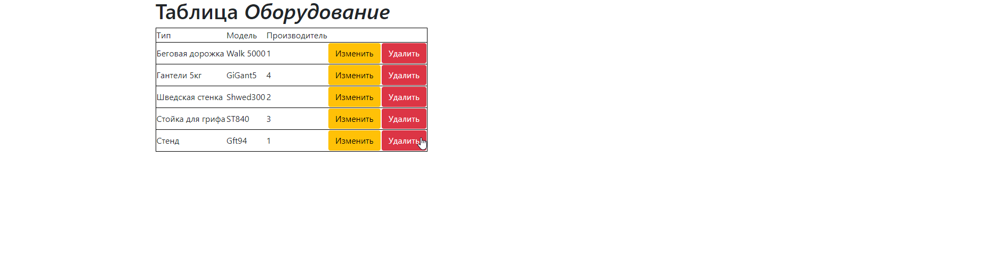 Таблица Оборудование
Тип Модель Производитель
Беговая дорожка Walk 5000 1 Изменить Удалить
Гантели 5кг GiGant5 4 Изменить Удалить
Шведская стенка Shwed300 2 Изменить Удалить
Стойка для грифа ST840 3 Изменить Удалить
Стенд Gft94 1 Изменить Удалить